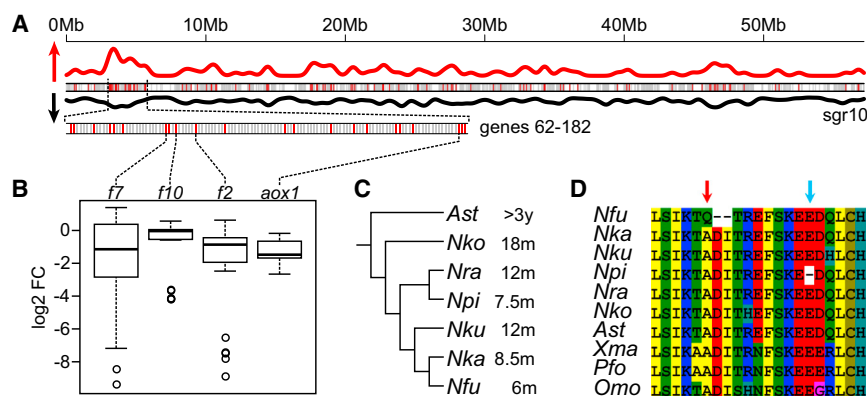 A
0Mb 10Mb 20Mb 30Mb 40Mb 50Mb
sgr10
genes 62-182
B
f7 f10 f2 aox1
log2 FC
0
-2
-4
-6
-8
C
Ast >3y
Nko 18m
Nra 12m
Npi 7.5m
Nku 12m
Nka 8.5m
Nfu 6m
D
Nfu LSIKTQ--TREFSKEEDQLCH
Nka LSIKTADITREFSKEEDQLCH
Nku LSIKTADITREFSKEEDHLCH
Npi LSIKTADITREFSKE-DQLCH
Nra LSIKTADITREFSKEEDQLCH
Nko LSIKTADITHEFSKEEDQLCH
Ast LSIKTADITREFSKEEDQLCH
Xma LSIKAADITRNFSKEEERLCH
Pfo LSIKAADITRNFSKEEERLCH
Omo LSIKTADISHNFSKEEGRLCH